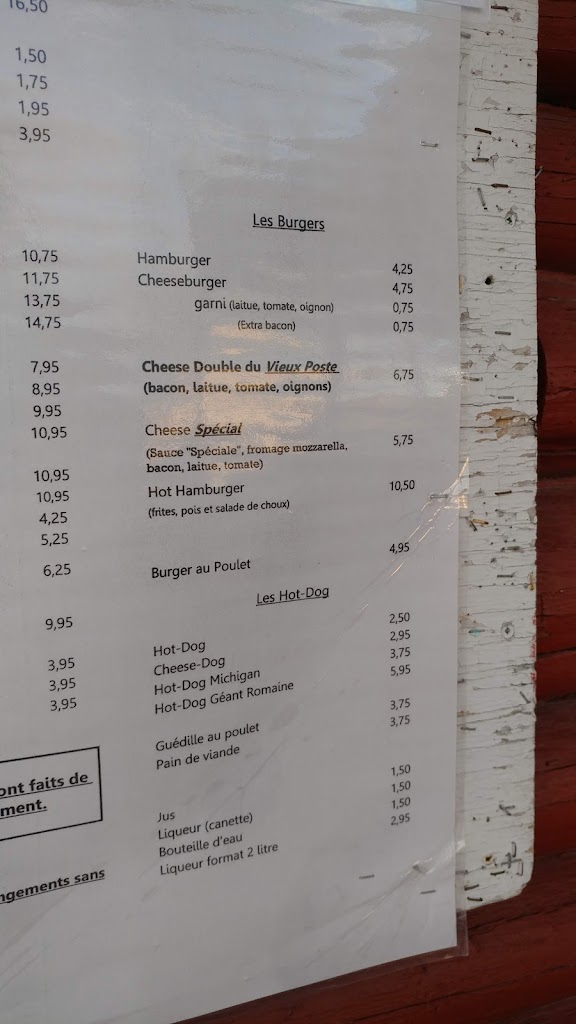 16,50
1,50
1,75
1,95
3,95
10,75
11,75
13,75
14,75
7,95
8,95
9,95
10,95
10,95
10,95
4,25
5,25
6,25
9,95
3,95
3,95
3,95
ont faits de
ment.
ngements sans
Les Burgers
Hamburger 4,25
Cheeseburger 4,75
garni (laitue, tomate, oignon) 0,75
(Extra bacon) 0,75
Cheese Double du Vieux Poste 6,75
(bacon, laitue, tomate, oignons)
Cheese Spécial 5,75
(Sauce "Spéciale", fromage mozzarella,
bacon, laitue, tomate)
Hot Hamburger 10,50
(frites, pois et salade de choux)
Burger au Poulet 4,95
Les Hot-Dog
Hot-Dog 2,50
Cheese-Dog 2,95
Hot-Dog Michigan 3,75
Hot-Dog Géant Romaine 5,95
Guédille au poulet 3,75
Pain de viande 3,75
Jus 1,50
Liqueur (canette) 1,50
Bouteille d'eau 1,50
Liqueur format 2 litre 2,95